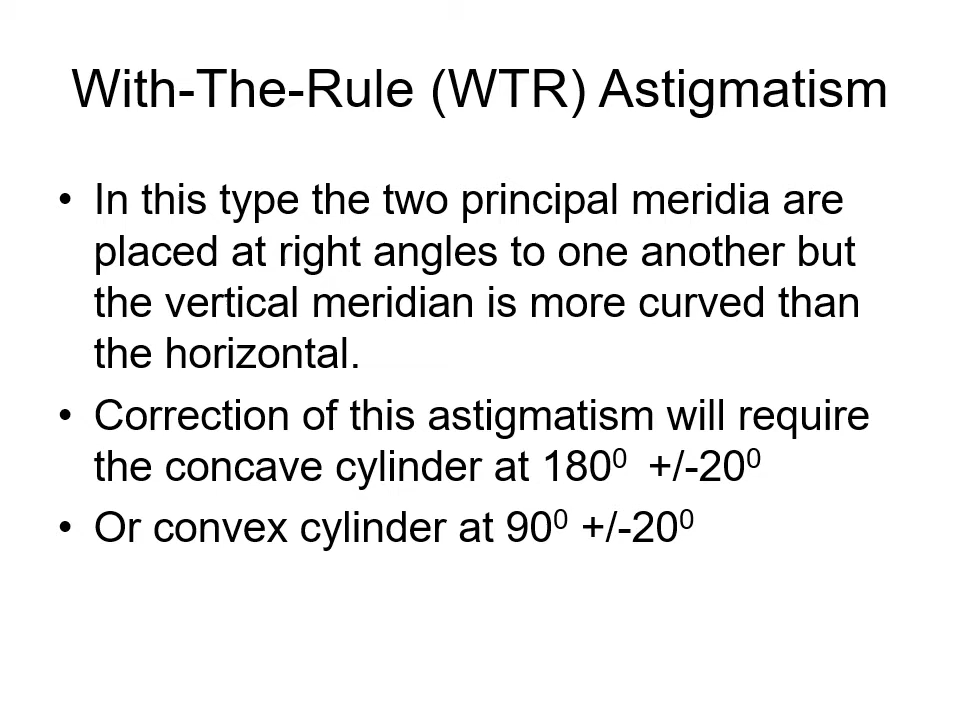 With-The-Rule (WTR) Astigmatism
• In this type the two principal meridia are
placed at right angles to one another but
the vertical meridian is more curved than
the horizontal.
• Correction of this astigmatism will require
the concave cylinder at 180⁰  +/-20⁰
• Or convex cylinder at 90⁰ +/-20⁰